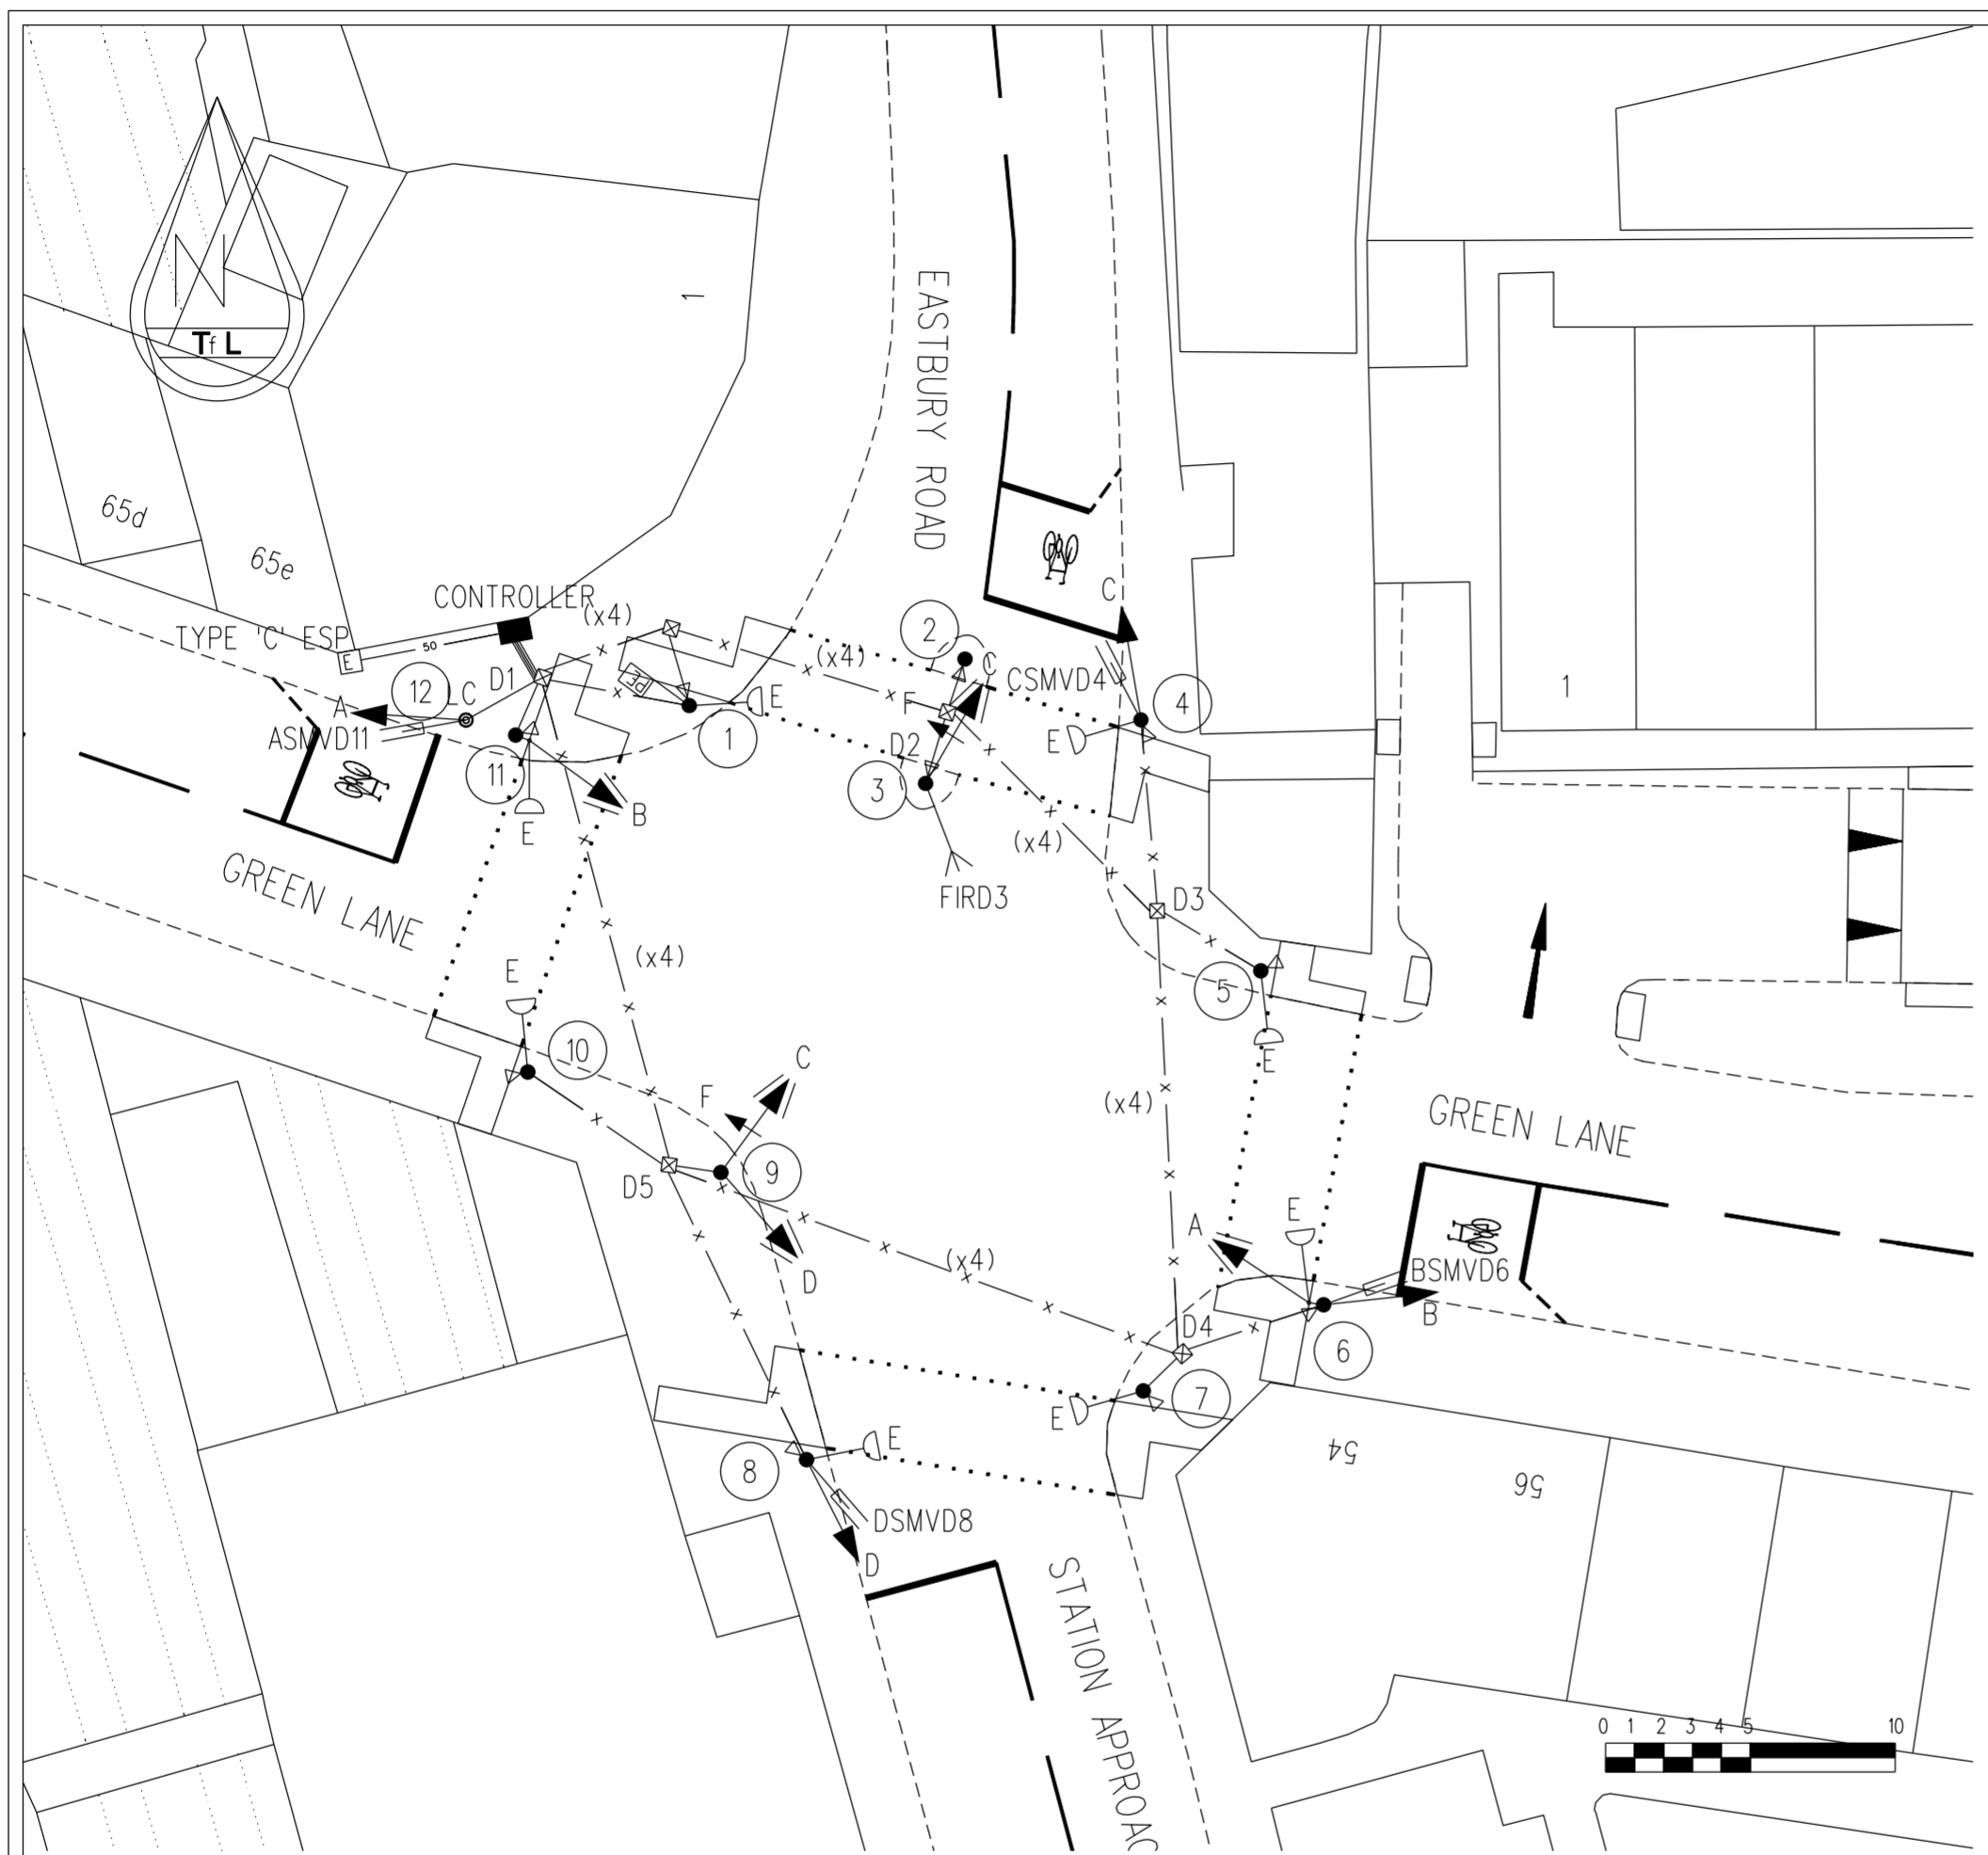 N
TfL
1
EASTBURY ROAD
65d
65e
CONTROLLER
(x4)
C
TYPE 'C' ESP
50
E
2
(x4)
C
CSMVD4
1
12
LC
D1
PE
E
F
4
A
ASMVD11
D2
E
1
11
3
B
E
(x4)
GREEN LANE
FIRD3
D3
(x4)
E
5
10
E
C
F
(x4)
GREEN LANE
9
D5
A
E
D
(x4)
BSMVD6
B
D4
6
7
E
E
8
54
56
DSMVD8
D
STATION APPROAC
0 1 2 3 4 5 10